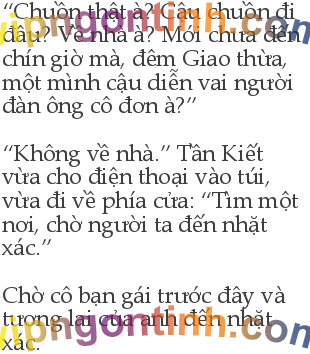 “Chuồn thật à? Cậu chuồn đi
đâu? Về nhà à? Mới chưa đến
chín giờ mà, đêm Giao thừa,
một mình cậu diễn vai người
đàn ông cô đơn à?”
“Không về nhà.” Tần Kiết
vừa cho điện thoại vào túi,
vừa đi về phía cửa: “Tìm một
nơi, chờ người ta đến nhặt
xác.”
Chờ cô bạn gái trước đây và
tương lai của anh đến nhặt
xác.
vipngontinh.com
vipngontinh.com